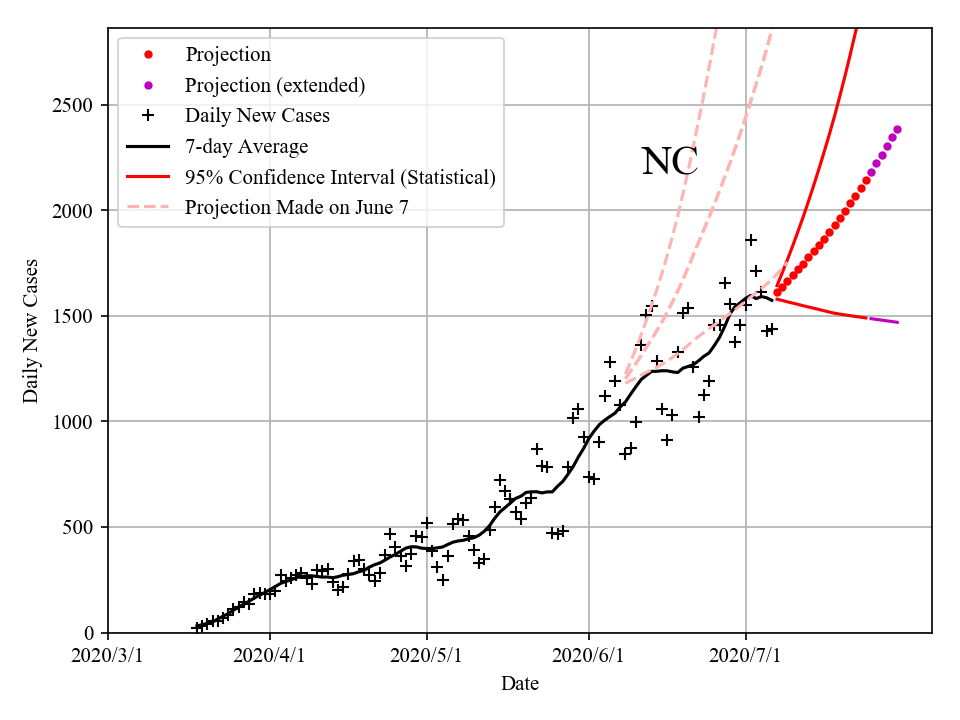 Projection
Projection (extended)
Daily New Cases
7-day Average
95% Confidence Interval (Statistical)
Projection Made on June 7
NC
2500
2000
1500
1000
500
0
Daily New Cases
2020/3/1 2020/4/1 2020/5/1 2020/6/1 2020/7/1
Date